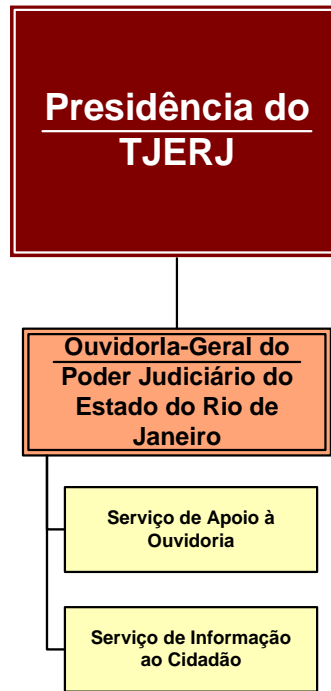 Presidência do
TJERJ
Ouvidorla-Geral do
Poder Judiciário do
Estado do Rio de
Janeiro
Serviço de Apoio à
Ouvidoria
Serviço de Informação
ao Cidadão